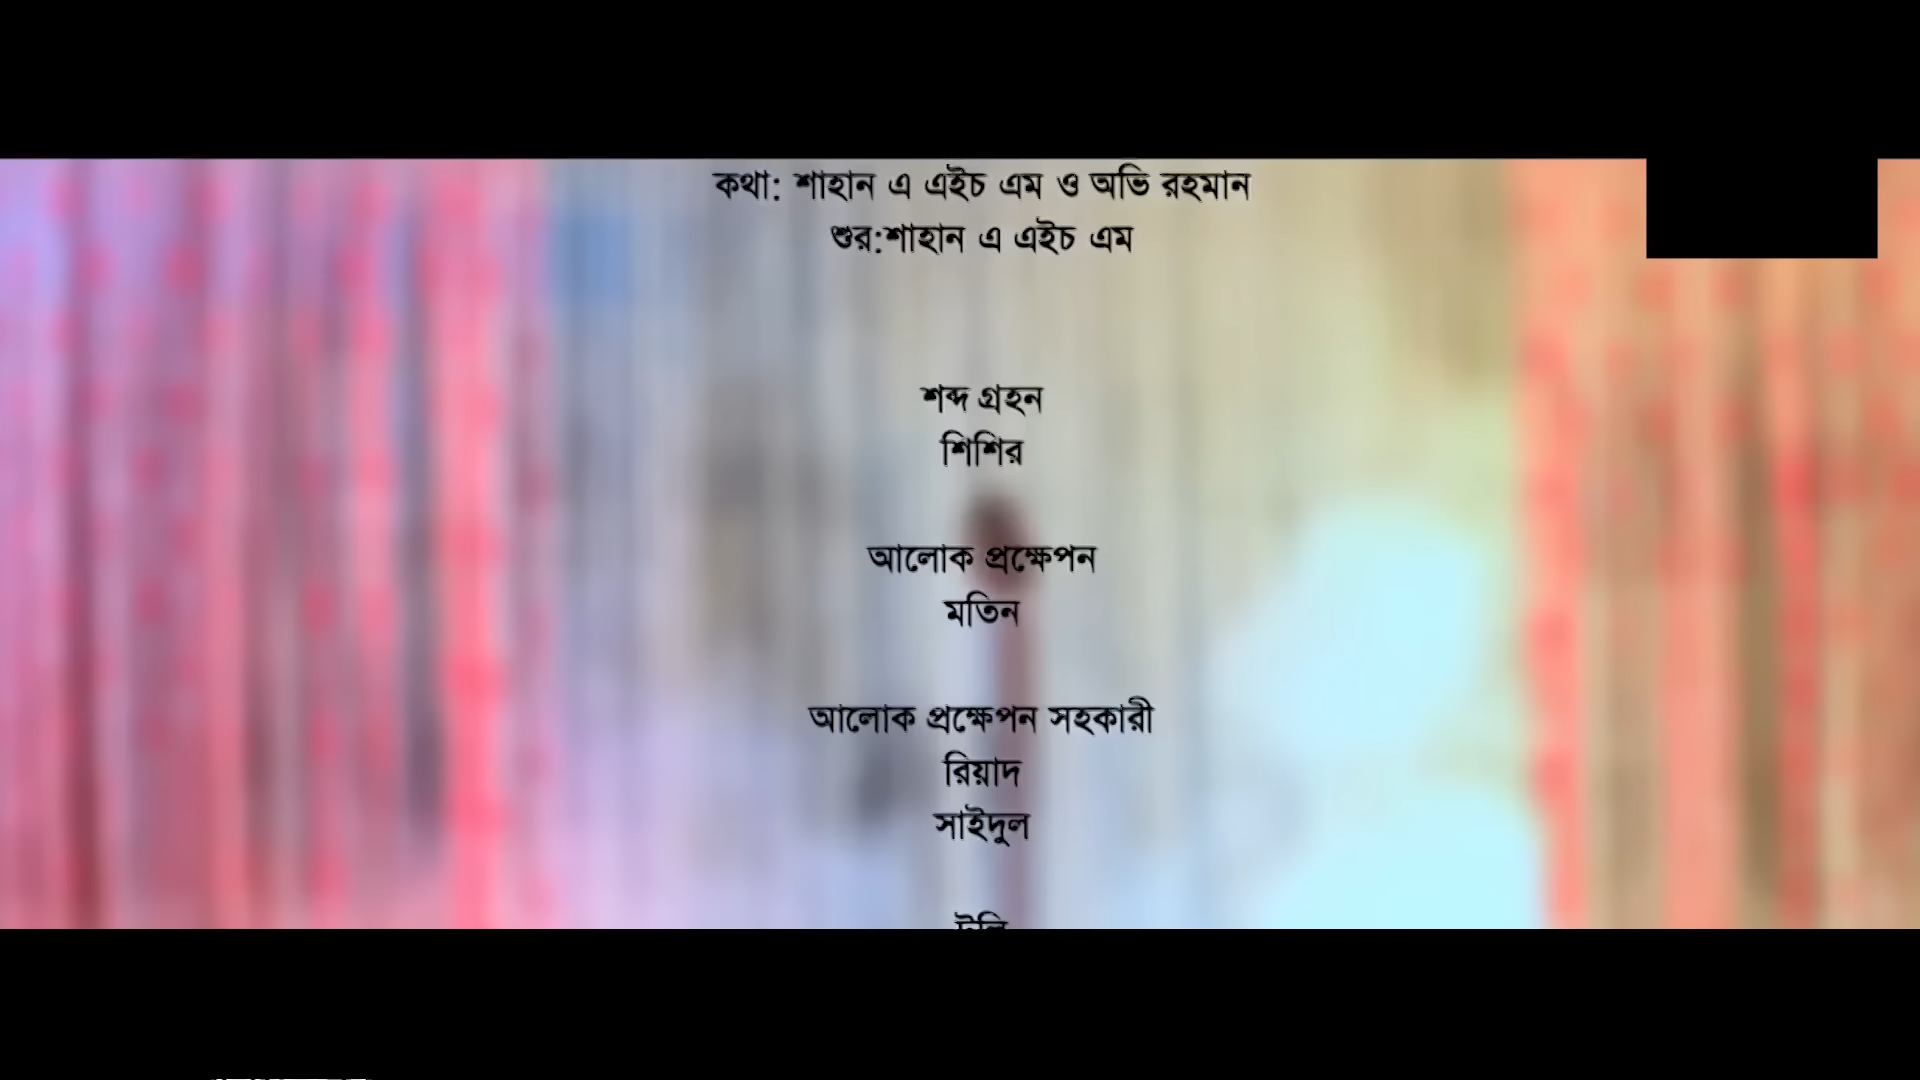 কথা: শাহান এ এইচ এম ও অভি রহমান
শুর:শাহান এ এইচ এম
শব্দ গ্রহন
শিশির
আলোক প্রক্ষেপন
মতিন
আলোক প্রক্ষেপন সহকারী
রিয়াদ
সাইদুল